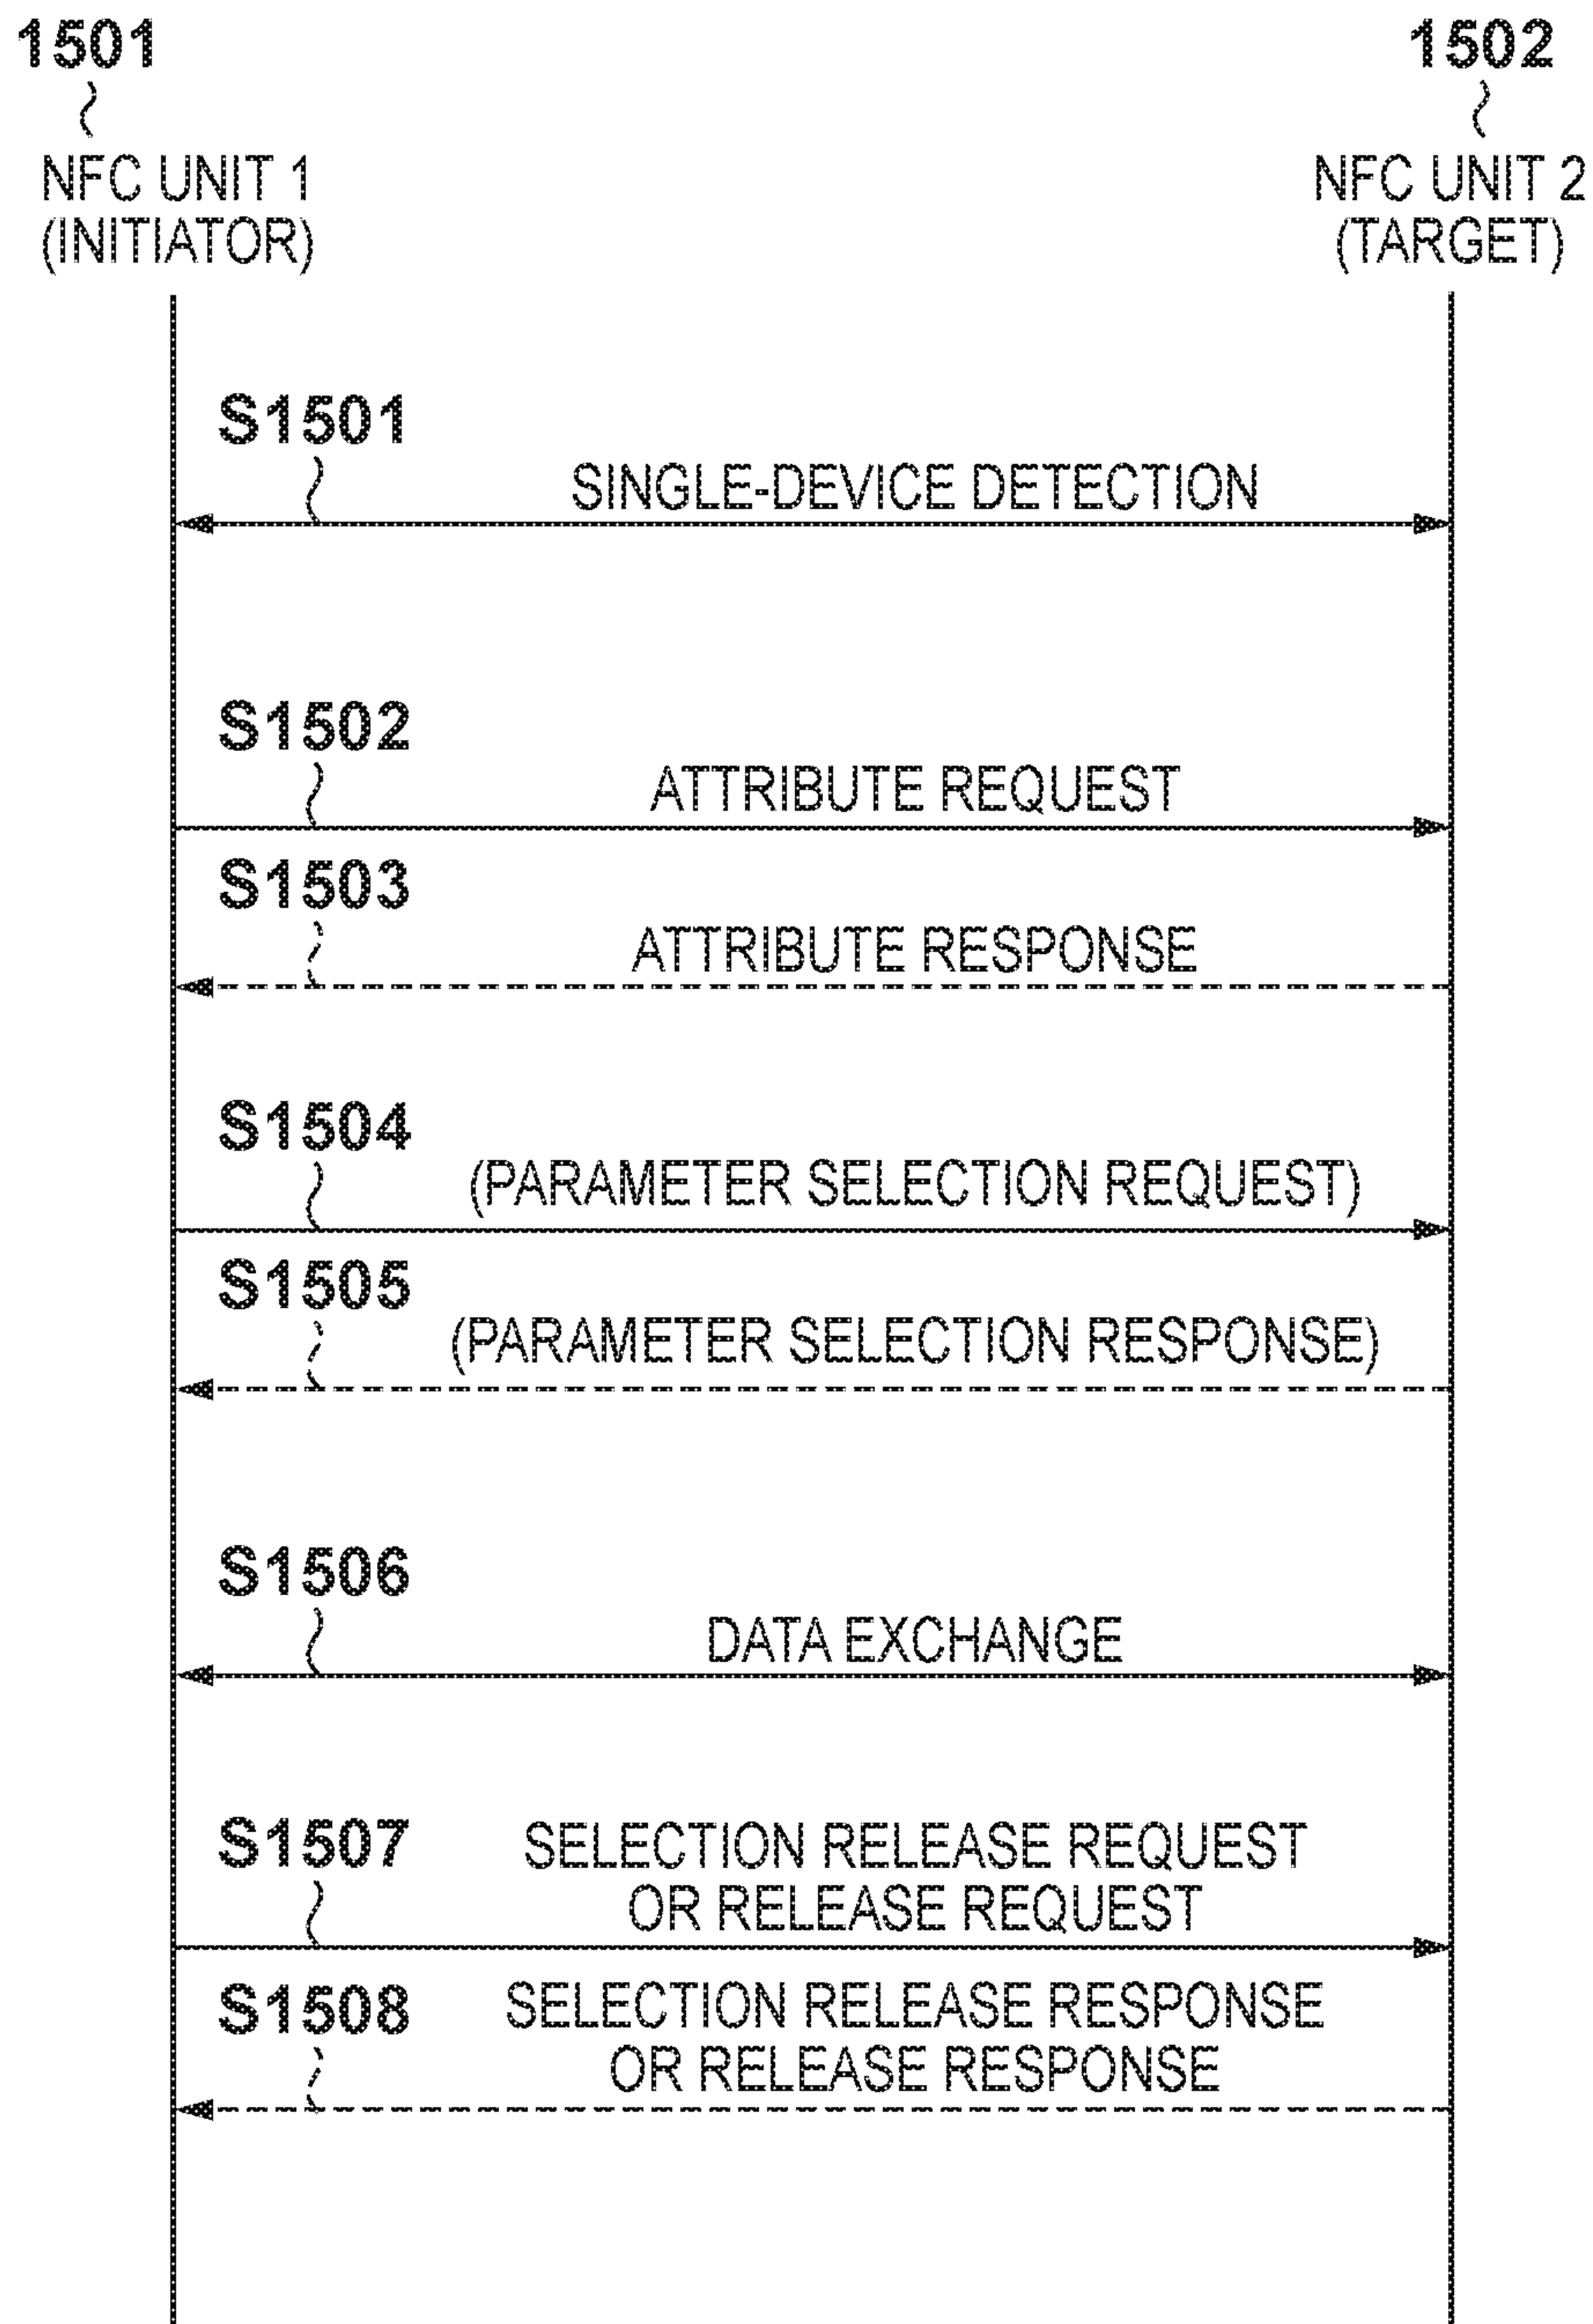 1501
1502
NFC UNIT 1
(INITIATOR)
NFC UNIT 2
(TARGET)
S1501
SINGLE-DEVICE DETECTION
S1502
ATTRIBUTE REQUEST
S1503
ATTRIBUTE RESPONSE
S1504
(PARAMETER SELECTION REQUEST)
S1505
(PARAMETER SELECTION RESPONSE)
S1506
DATA EXCHANGE
S1507
SELECTION RELEASE REQUEST
OR RELEASE REQUEST
S1508
SELECTION RELEASE RESPONSE
OR RELEASE RESPONSE